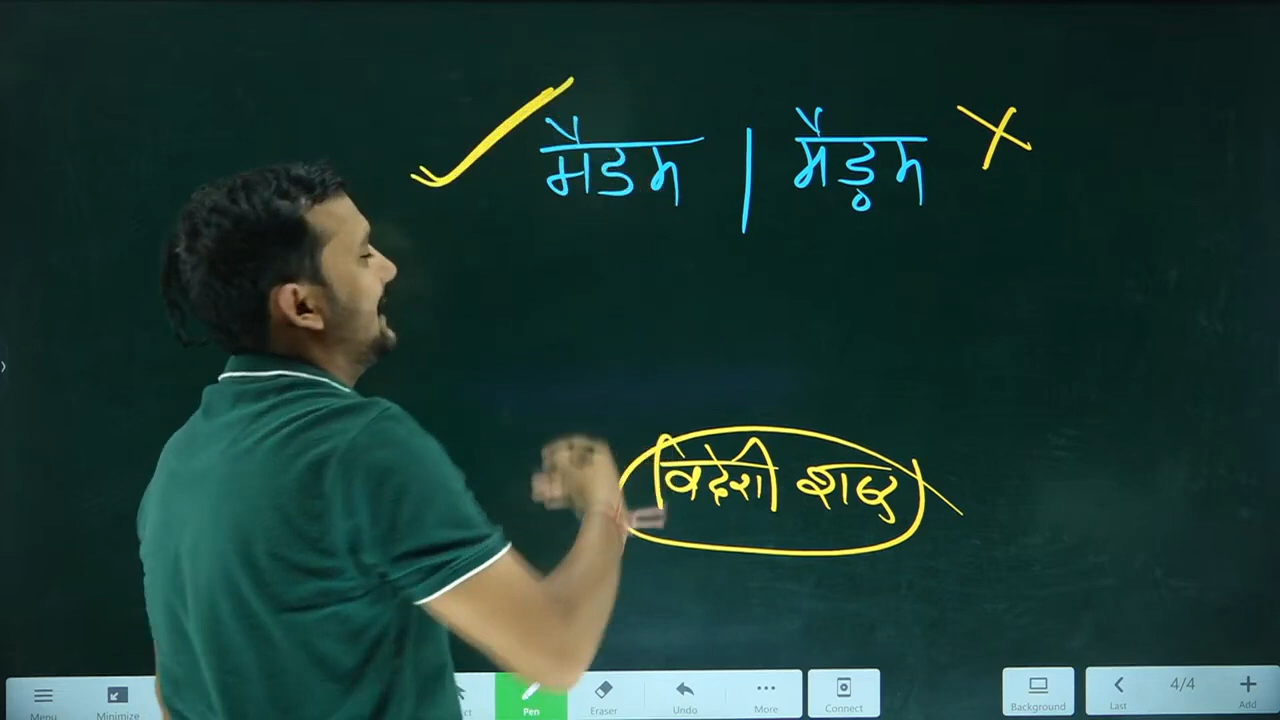 मैडम | मैड़म
विदेशी शब्द
Menu Minimize Pen Eraser Undo More Connect Background Last 4/4 Add